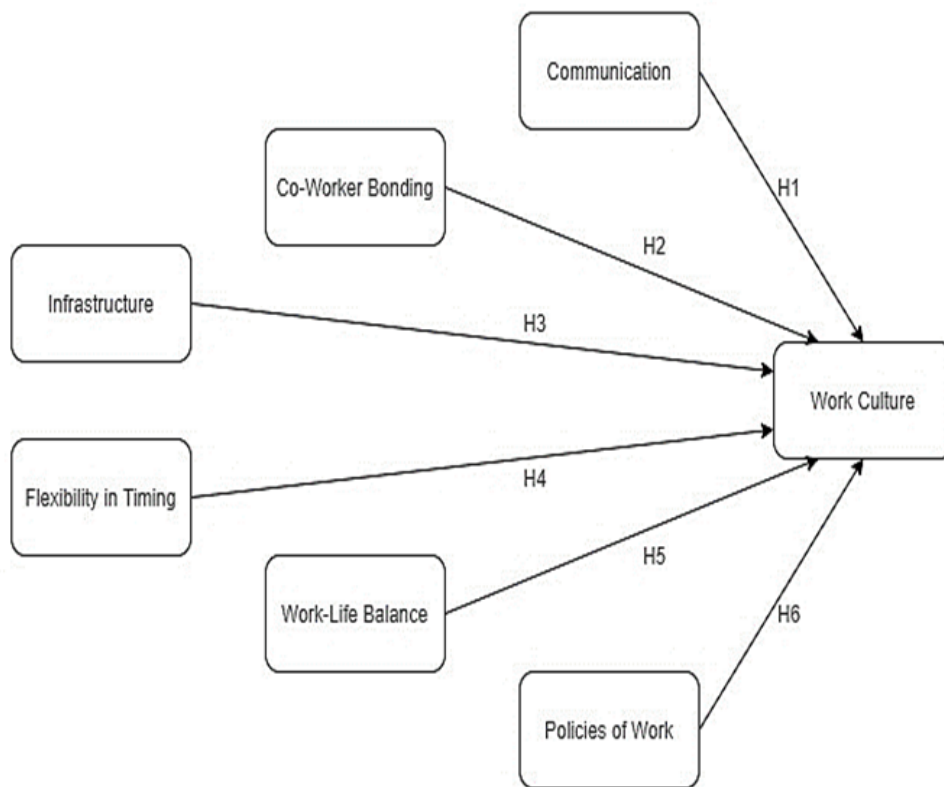 Communication
H1
Co-Worker Bonding
H2
Infrastructure
H3
Work Culture
Flexibility in Timing
H4
Work-Life Balance
H5
Policies of Work
H6